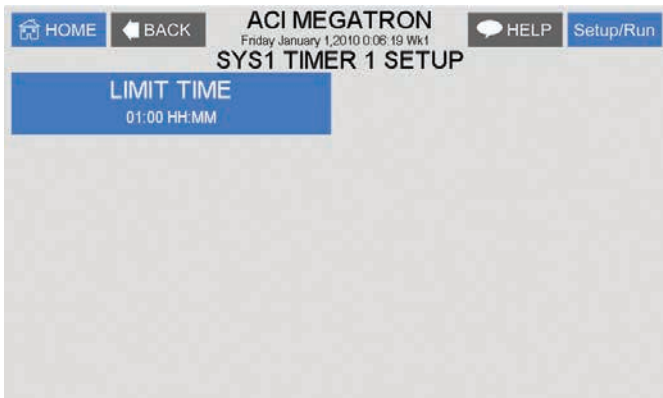 HOME
BACK
ACI MEGATRON
Friday January 1,2010 0:06:19 Wk1
HELP
Setup/Run
SYS1 TIMER 1 SETUP
LIMIT TIME
01:00 HH:MM